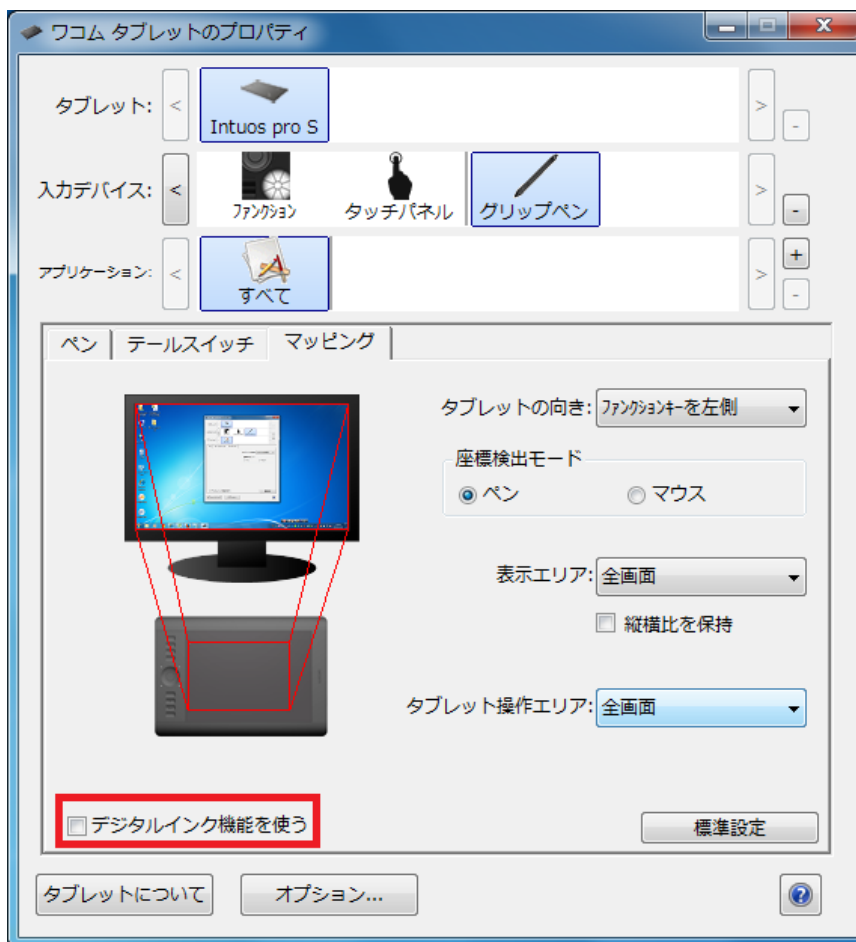 ワコム タブレットのプロパティ
タブレット:
<
Intuos pro S
>
-
入力デバイス:
<
ファンクション
タッチパネル
グリップペン
>
-
アプリケーション:
<
すべて
>
+
-
ペン
テールスイッチ
マッピング
タブレットの向き:
ファンクションキーを左側
座標検出モード
ペン
マウス
表示エリア:
全画面
縦横比を保持
タブレット操作エリア:
全画面
デジタルインク機能を使う
標準設定
タブレットについて
オプション...
?